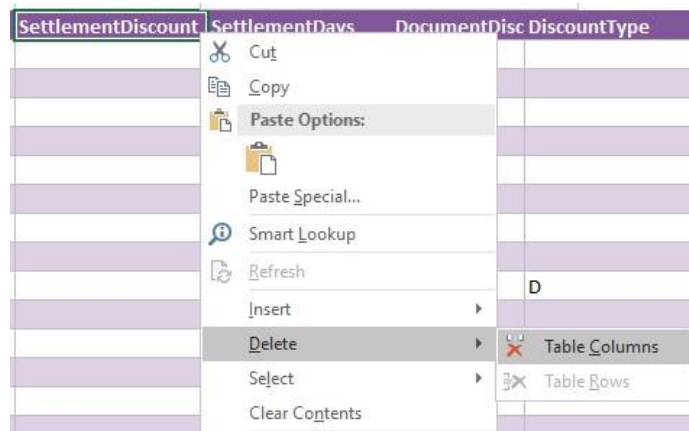 SettlementDiscount SettlementDays DocumentDisc DiscountType
Cut
Copy
Paste Options:
Paste Special...
Smart Lookup
Refresh
D
Insert
Delete
Table Columns
Select
Table Rows
Clear Contents